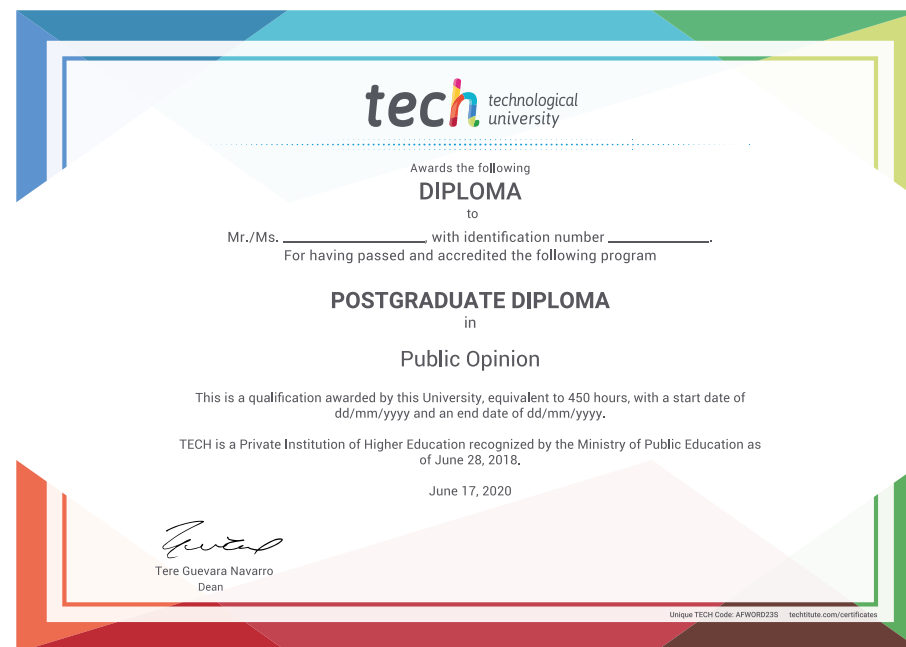 tech technological
university
Awards the following
DIPLOMA
to
Mr./Ms. ____________________, with identification number ______________.
For having passed and accredited the following program
POSTGRADUATE DIPLOMA
in
Public Opinion
This is a qualification awarded by this University, equivalent to 450 hours, with a start date of
dd/mm/yyyy and an end date of dd/mm/yyyy.
TECH is a Private Institution of Higher Education recognized by the Ministry of Public Education as
of June 28, 2018.
June 17, 2020
Tere Guevara Navarro
Dean
Unique TECH Code: AFWORD23S techtitute.com/certificates